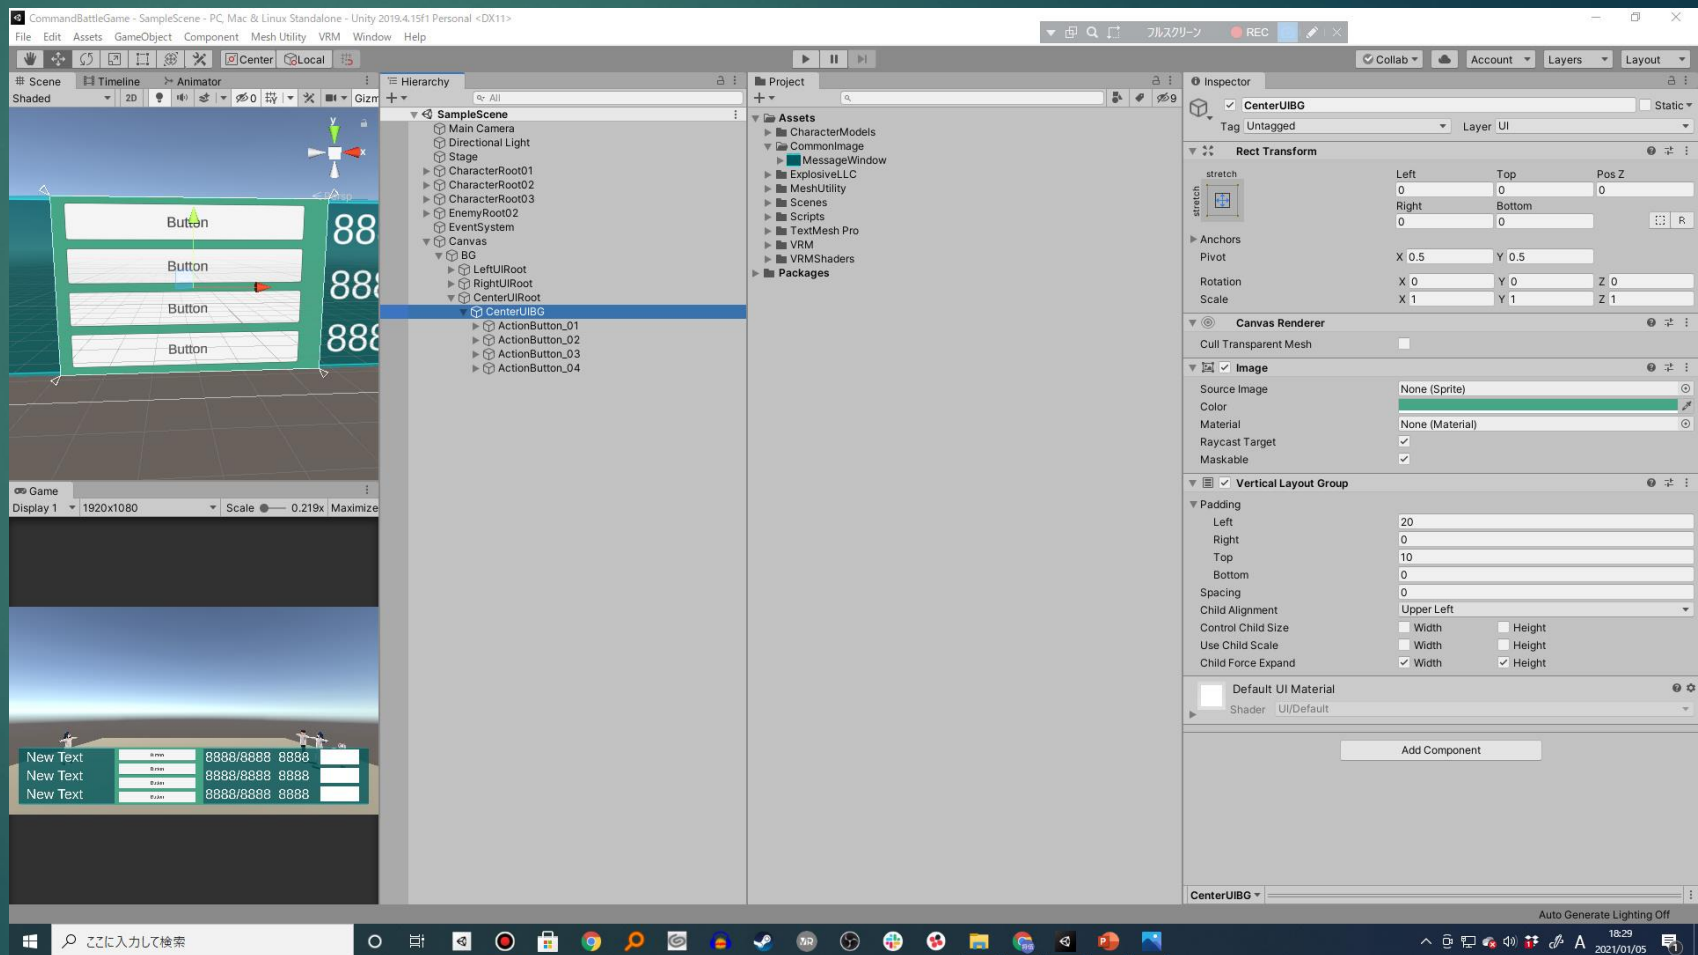 CommandBattleGame - SampleScene - PC, Mac & Linux Standalone - Unity 2019.4.15f1 Personal <DX11>
File Edit Assets GameObject Component Mesh Utility VRM Window Help
フルスクリーン REC
Center Local
Collab Account Layers Layout
Scene Timeline Animator
Shaded 2D 0 Gizm
y
x
Persp
Button
Button
Button
Button
88
888
888
Game
Display 1 1920x1080 Scale 0.219x Maximize
New Text 8888/8888 8888
New Text 8888/8888 8888
New Text 8888/8888 8888
Hierarchy
All
SampleScene
Main Camera
Directional Light
Stage
CharacterRoot01
CharacterRoot02
CharacterRoot03
EnemyRoot02
EventSystem
Canvas
BG
LeftUIRoot
RightUIRoot
CenterUIRoot
CenterUIBG
ActionButton_01
ActionButton_02
ActionButton_03
ActionButton_04
Project
9
Assets
CharacterModels
CommonImage
MessageWindow
ExplosiveLLC
MeshUtility
Scenes
Scripts
TextMesh Pro
VRM
VRMShaders
Packages
Inspector
CenterUIBG Static
Tag Untagged Layer UI
Rect Transform
stretch Left Top Pos Z
stretch 0 0 0
Right Bottom
0 0 R
Anchors
Pivot X 0.5 Y 0.5
Rotation X 0 Y 0 Z 0
Scale X 1 Y 1 Z 1
Canvas Renderer
Cull Transparent Mesh
Image
Source Image None (Sprite)
Color
Material None (Material)
Raycast Target
Maskable
Vertical Layout Group
Padding
Left 20
Right 0
Top 10
Bottom 0
Spacing 0
Child Alignment Upper Left
Control Child Size Width Height
Use Child Scale Width Height
Child Force Expand Width Height
Default UI Material
Shader UI/Default
Add Component
CenterUIBG
Auto Generate Lighting Off
ここに入力して検索
A
18:29
2021/01/05